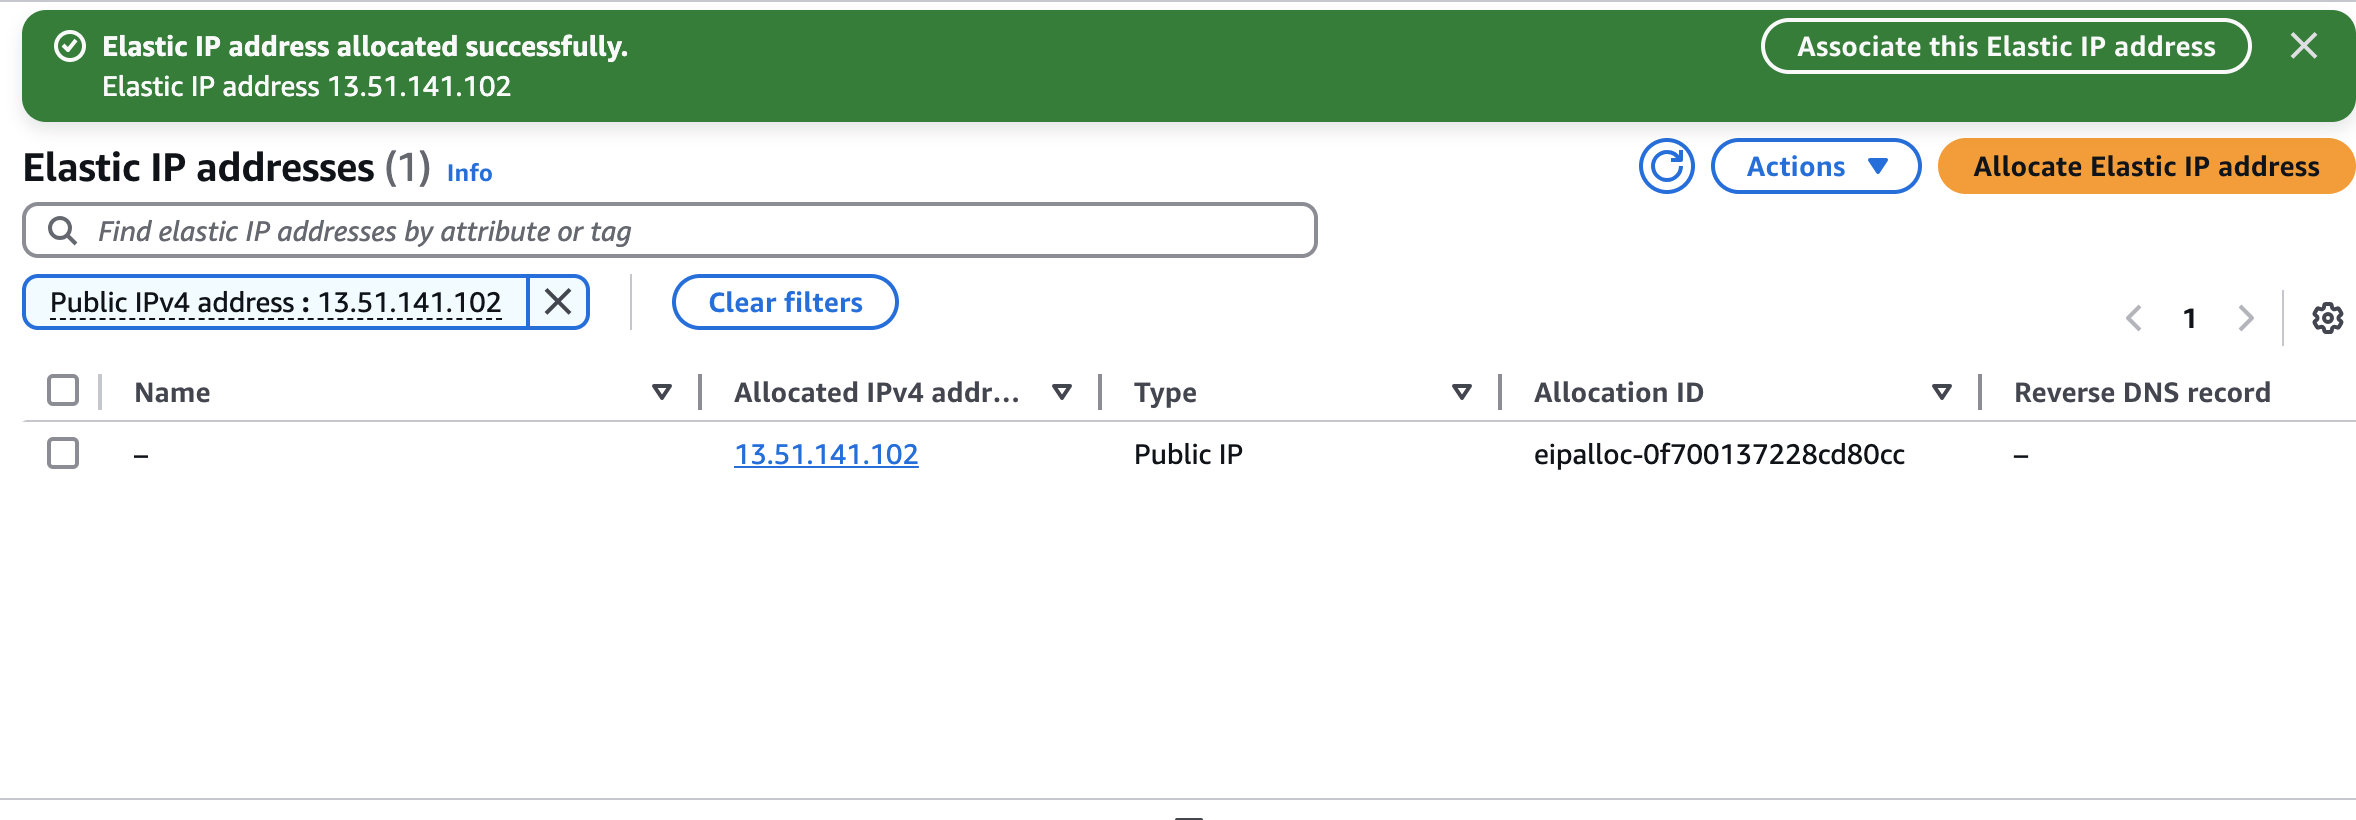 Elastic IP address allocated successfully.
Elastic IP address 13.51.141.102
Associate this Elastic IP address
Elastic IP addresses (1) Info
Actions
Allocate Elastic IP address
Find elastic IP addresses by attribute or tag
Public IPv4 address : 13.51.141.102
Clear filters
1
Name Allocated IPv4 addr... Type Allocation ID Reverse DNS record
– 13.51.141.102 Public IP eipalloc-0f700137228cd80cc –